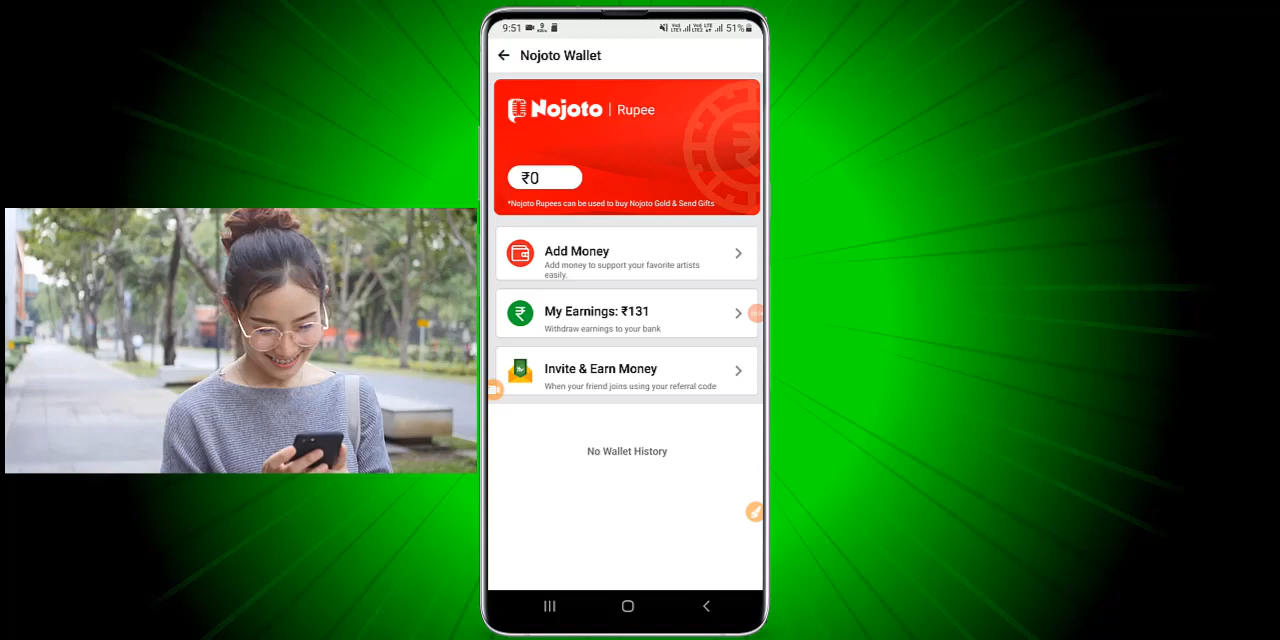 9:51
51%
Nojoto Wallet
Nojoto | Rupee
₹0
*Nojoto Rupees can be used to buy Nojoto Gold & Send Gifts
Add Money
Add money to support your favorite artists
easily.
My Earnings: ₹131
Withdraw earnings to your bank
Invite & Earn Money
When your friend joins using your referral code
No Wallet History